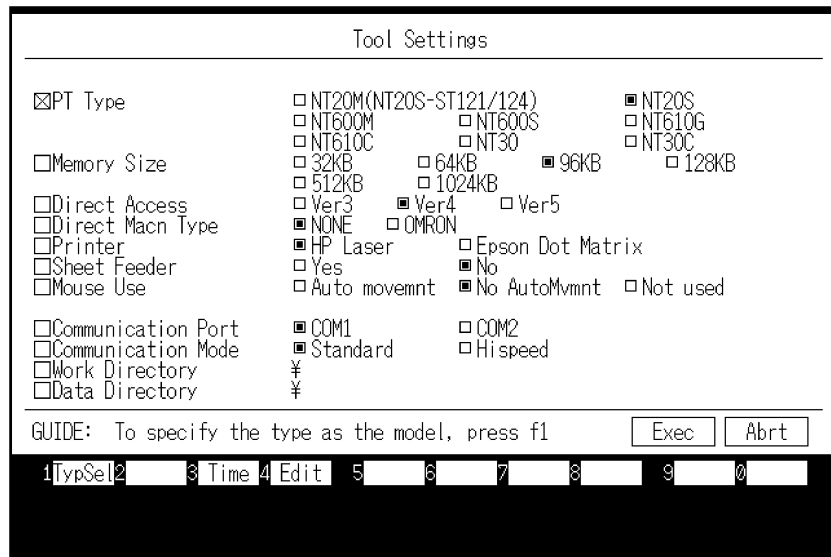 Tool Settings
PT Type NT20M(NT20S-ST121/124) NT20S
NT600M NT600S NT610G
NT610C NT30 NT30C
Memory Size 32KB 64KB 96KB 128KB
512KB 1024KB
Direct Access Ver3 Ver4 Ver5
Direct Macn Type NONE OMRON
Printer HP Laser Epson Dot Matrix
Sheet Feeder Yes No
Mouse Use Auto movemnt No AutoMvmnt Not used
Communication Port COM1 COM2
Communication Mode Standard Hispeed
Work Directory ¥
Data Directory ¥
GUIDE: To specify the type as the model, press f1 Exec Abrt
1 TypSel 2 3 Time 4 Edit 5 6 7 8 9 0